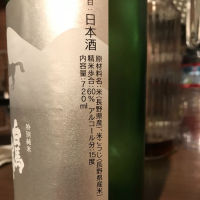 品目:日本酒
原材料名:米(長野県産)、米こうじ(長野県産米)
精米歩合:60% アルコール分:15度
内容量:720ml
特別純米